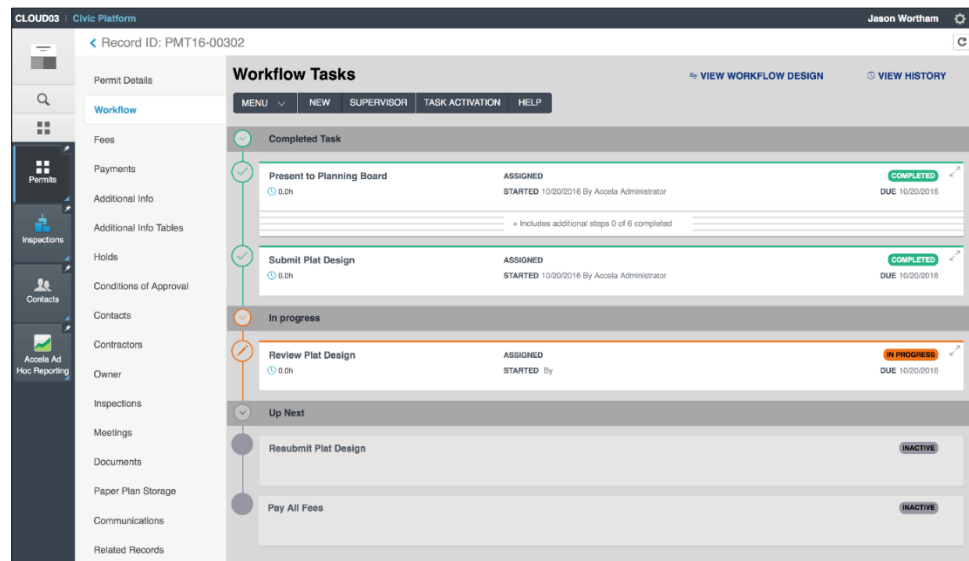 CLOUD03 | Civic Platform
Jason Wortham
Record ID: PMT16-00302
Permits
Inspections
Contacts
Accela Ad
Hoc Reporting
Permit Details
Workflow
Fees
Payments
Additional Info
Additional Info Tables
Holds
Conditions of Approval
Contacts
Contractors
Owner
Inspections
Meetings
Documents
Paper Plan Storage
Communications
Related Records
Workflow Tasks
VIEW WORKFLOW DESIGN
VIEW HISTORY
MENU NEW SUPERVISOR TASK ACTIVATION HELP
Completed Task
Present to Planning Board ASSIGNED COMPLETED
0.0h STARTED 10/20/2016 By Accela Administrator DUE 10/20/2016
+ Includes additional steps 0 of 6 completed
Submit Plat Design ASSIGNED COMPLETED
0.0h STARTED 10/20/2016 By Accela Administrator DUE 10/20/2016
In progress
Review Plat Design ASSIGNED IN PROGRESS
0.0h STARTED By DUE 10/20/2016
Up Next
Resubmit Plat Design INACTIVE
Pay All Fees INACTIVE